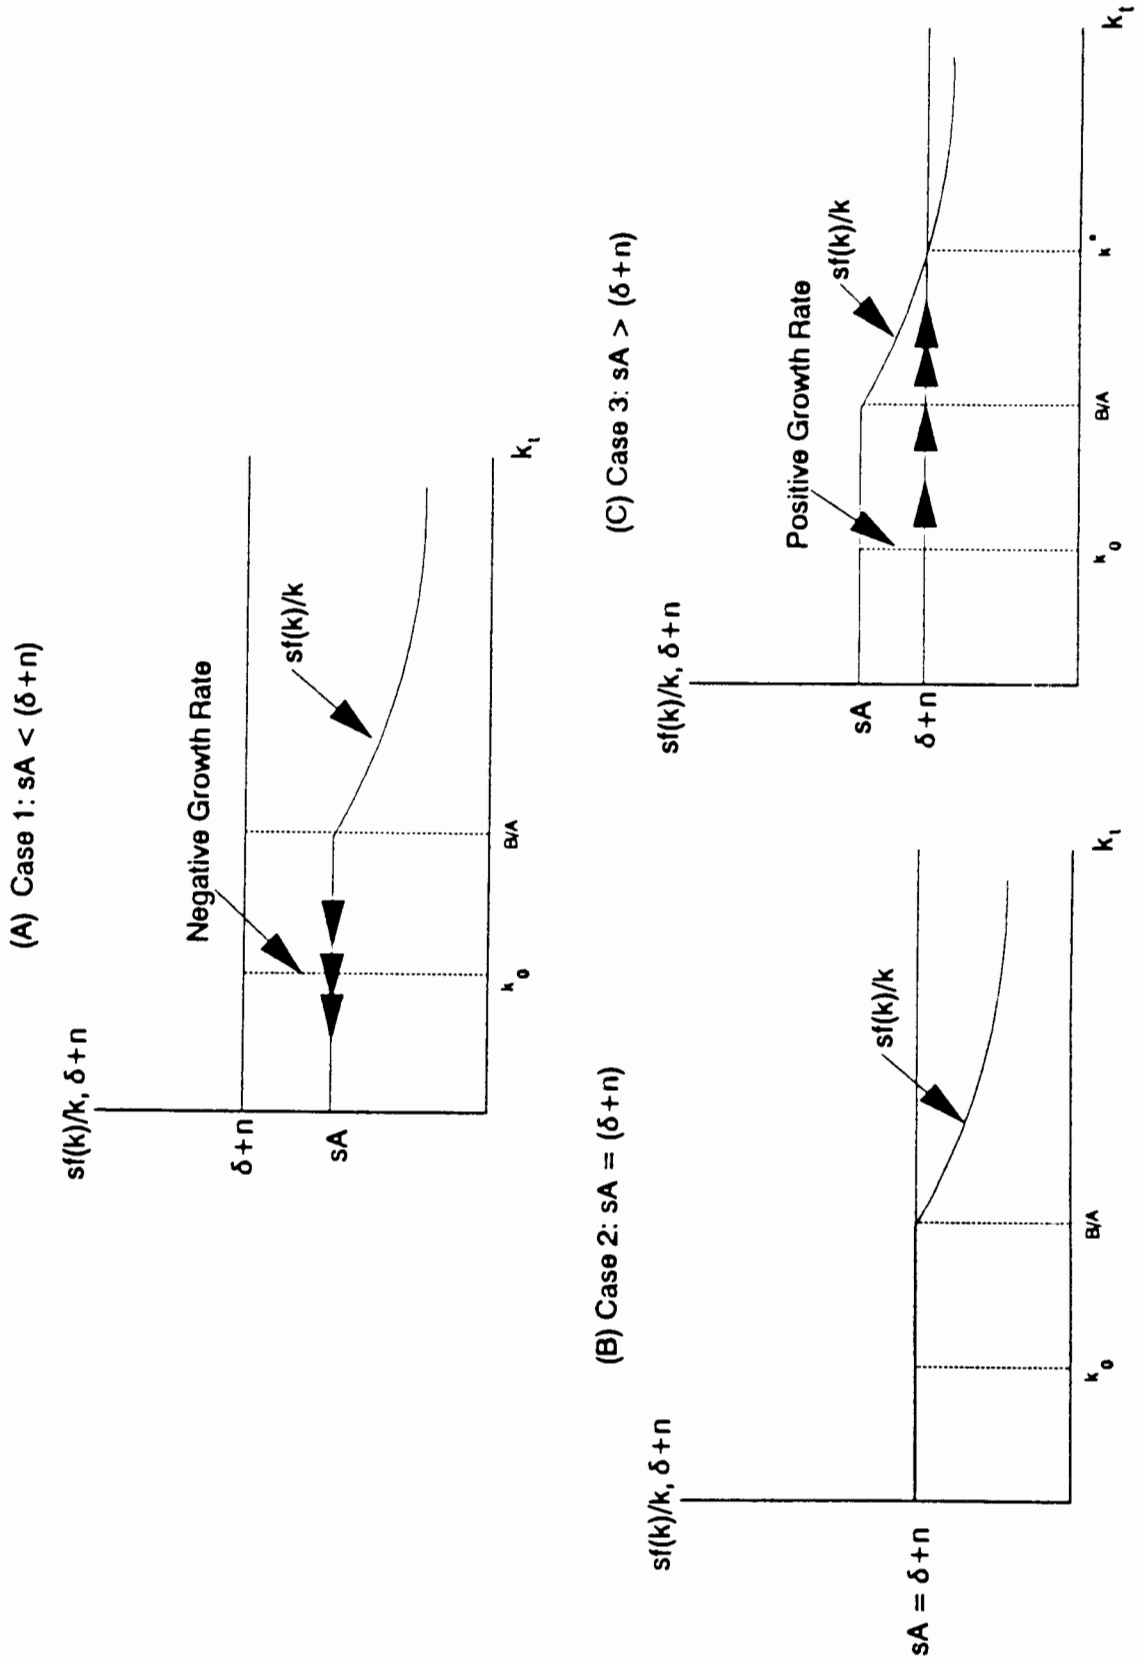 (A) Case 1: sA < (δ+n)
sf(k)/k, δ+n
Negative Growth Rate
sf(k)/k
δ+n
sA
k₀
B/A
kₜ
(B) Case 2: sA = (δ+n)
sf(k)/k, δ+n
sf(k)/k
sA = δ+n
k₀
B/A
kₜ
(C) Case 3: sA > (δ+n)
sf(k)/k, δ+n
Positive Growth Rate
sf(k)/k
sA
δ+n
k₀
B/A
k*
kₜ